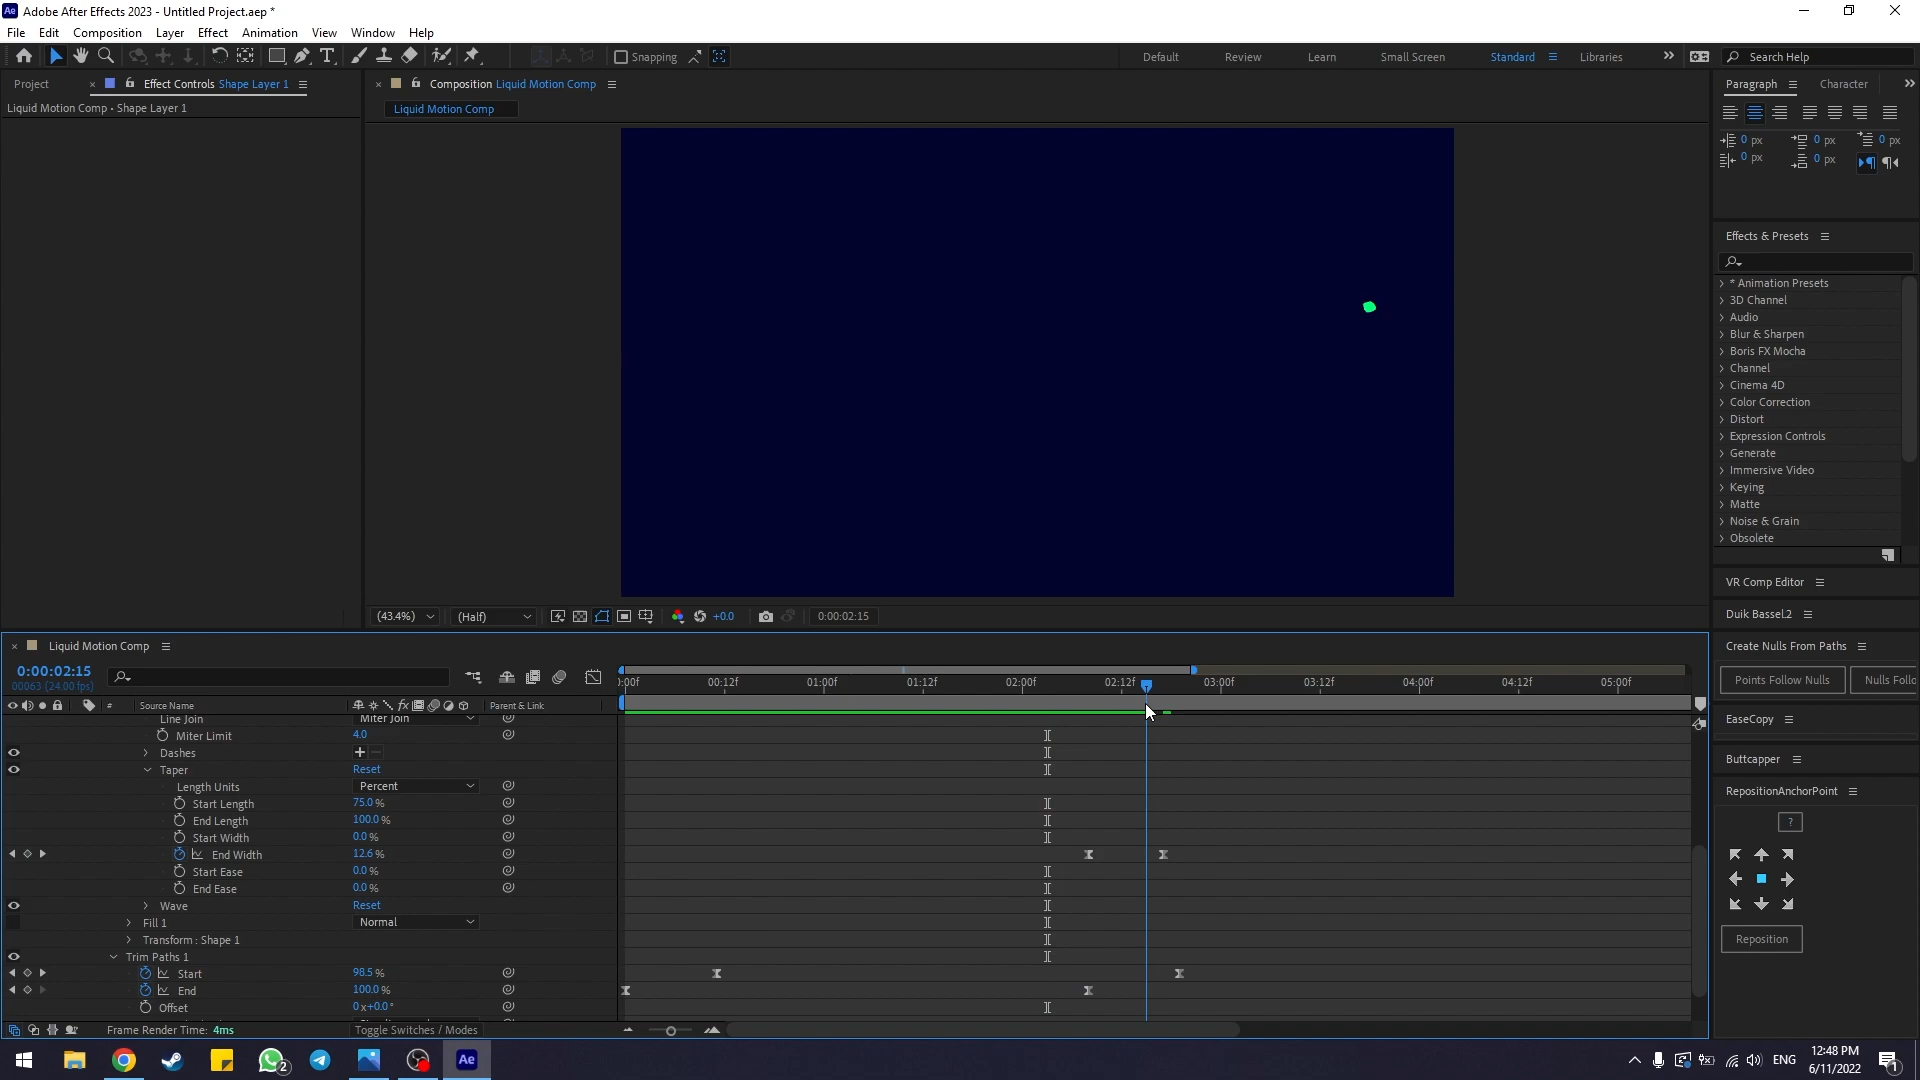 Ae Adobe After Effects 2023 - Untitled Project.aep *
File Edit Composition Layer Effect Animation View Window Help
Snapping Default Review Learn Small Screen Standard Libraries Search Help
Project Effect Controls Shape Layer 1 Composition Liquid Motion Comp Paragraph Character
Liquid Motion Comp • Shape Layer 1
Liquid Motion Comp
0 px 0 px 0 px
0 px 0 px
Effects & Presets
* Animation Presets
3D Channel
Audio
Blur & Sharpen
Boris FX Mocha
Channel
Cinema 4D
Color Correction
Distort
Expression Controls
Generate
Immersive Video
Keying
Matte
Noise & Grain
Obsolete
VR Comp Editor
Duik Bassel.2
Create Nulls From Paths
Points Follow Nulls Nulls Follo
EaseCopy
Buttcapper
RepositionAnchorPoint
?
Reposition
(43.4%) (Half) +0.0 0:00:02:15
Liquid Motion Comp
0:00:02:15
00063 (24.00 fps)
:00f 00:12f 01:00f 01:12f 02:00f 02:12f 03:00f 03:12f 04:00f 04:12f 05:00f
# Source Name fx Parent & Link
Line Join Miter Join
Miter Limit 4.0
Dashes + −
Taper Reset
Length Units Percent
Start Length 75.0 %
End Length 100.0 %
Start Width 0.0 %
End Width 12.6 %
Start Ease 0.0 %
End Ease 0.0 %
Wave Reset
Fill 1 Normal
Transform : Shape 1
Trim Paths 1
Start 98.5 %
End 100.0 %
Offset 0 x+0.0 °
Frame Render Time: 4ms Toggle Switches / Modes
2 Ae ENG 12:48 PM
6/11/2022 1